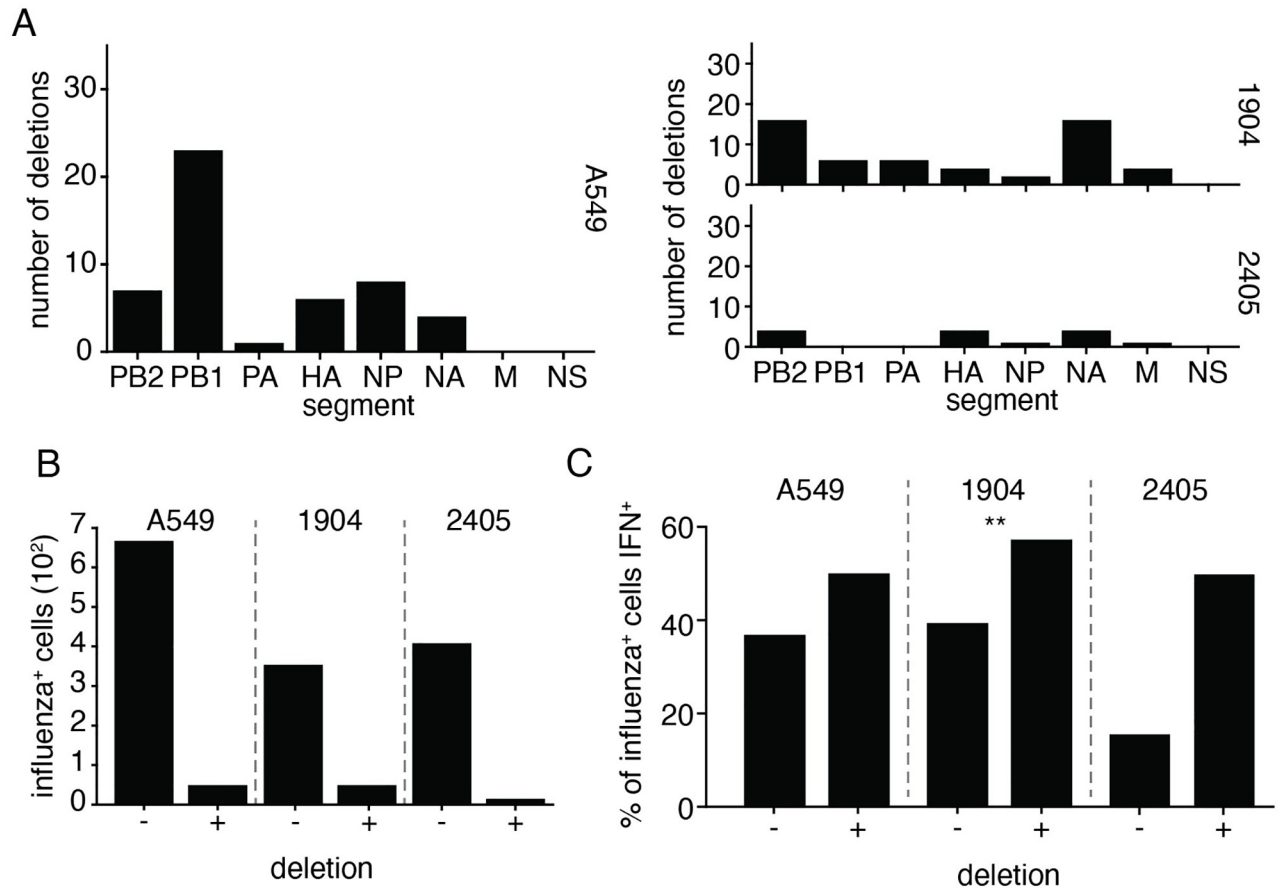 A
number of deletions
30
20
10
0
PB2 PB1 PA HA NP NA M NS
segment
A549
number of deletions
30
20
10
0
1904
number of deletions
30
20
10
0
2405
PB2 PB1 PA HA NP NA M NS
segment
B
influenza⁺ cells (10²)
7
6
5
4
3
2
1
0
A549 1904 2405
- + - + - +
deletion
C
% of influenza⁺ cells IFN⁺
60
40
20
0
A549 1904 2405
**
- + - + - +
deletion